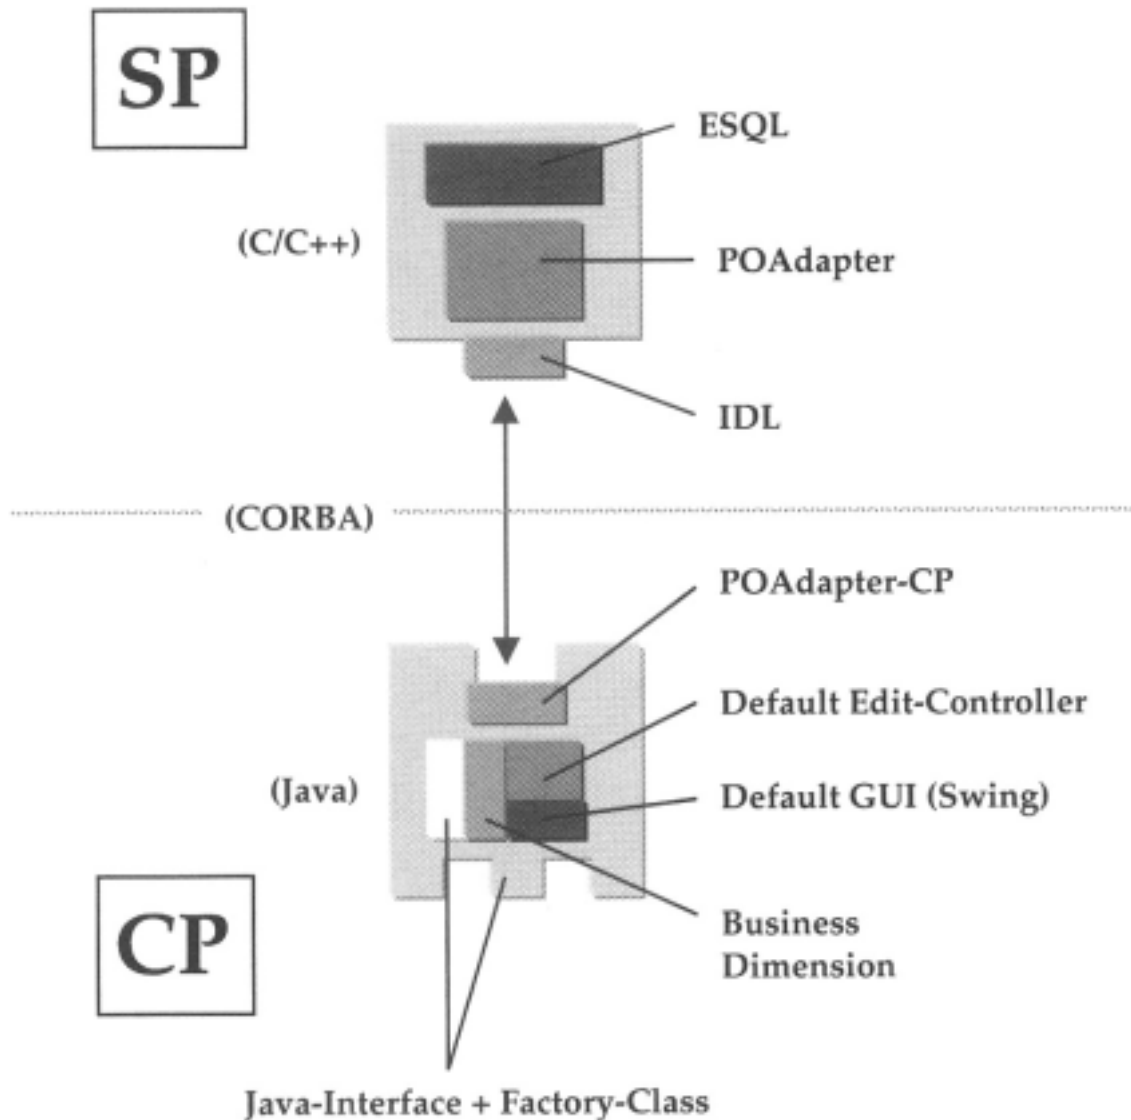 SP
ESQL
(C/C++)
POAdapter
IDL
(CORBA)
POAdapter-CP
Default Edit-Controller
(Java)
Default GUI (Swing)
CP
Business
Dimension
Java-Interface + Factory-Class